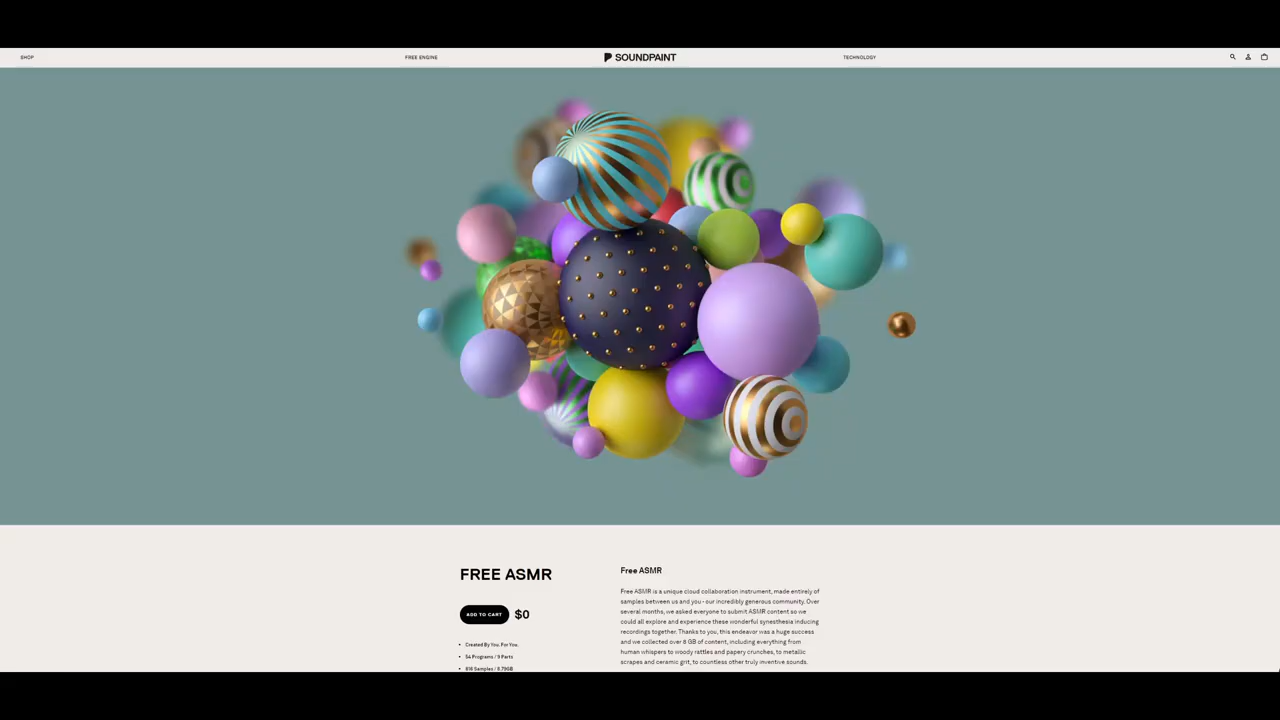 SHOP
FREE ENGINE
SOUNDPAINT
TECHNOLOGY
FREE ASMR
ADD TO CART $0
Created By You. For You.
54 Programs / 9 Parts
616 Samples / 8.79GB
Free ASMR
Free ASMR is a unique cloud collaboration instrument, made entirely of
samples between us and you - our incredibly generous community. Over
several months, we asked everyone to submit ASMR content so we
could all explore and experience these wonderful synesthesia inducing
recordings together. Thanks to you, this endeavor was a huge success
and we collected over 8 GB of content, including everything from
human whispers to woody rattles and papery crunches, to metallic
scrapes and ceramic grit, to countless other truly inventive sounds.